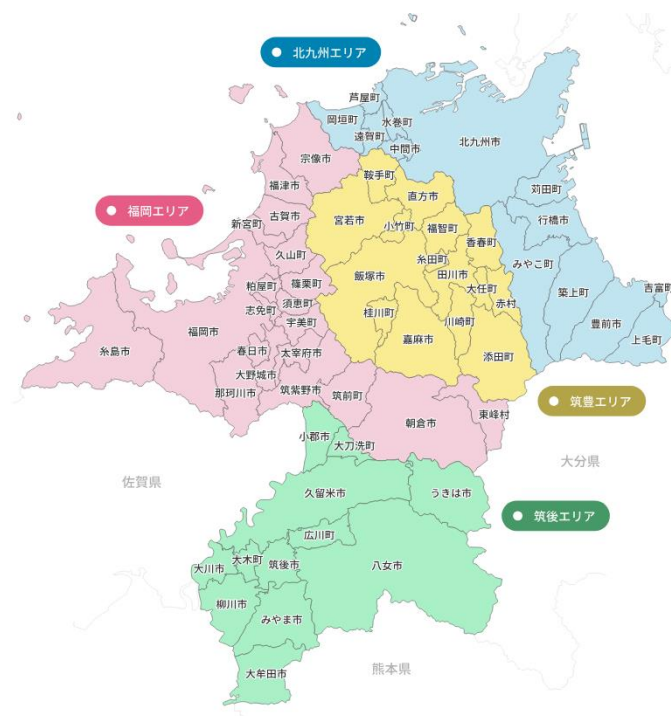 北九州エリア
芦屋町
岡垣町
水巻町
遠賀町
北九州市
中間市
宗像市
鞍手町
福津市
直方市
苅田町
福岡エリア
古賀市
宮若市
小竹町
福智町
行橋市
新宮町
香春町
久山町
糸田町
みやこ町
飯塚市
田川市
粕屋町
篠栗町
大任町
築上町
吉富町
須恵町
赤村
志免町
桂川町
川崎町
豊前市
福岡市
宇美町
嘉麻市
上毛町
糸島市
春日市
太宰府市
添田町
大野城市
那珂川市
筑紫野市
筑前町
筑豊エリア
朝倉市
東峰村
小郡市
大刀洗町
大分県
佐賀県
久留米市
うきは市
筑後エリア
広川町
大木町
大川市
筑後市
八女市
柳川市
みやま市
大牟田市
熊本県